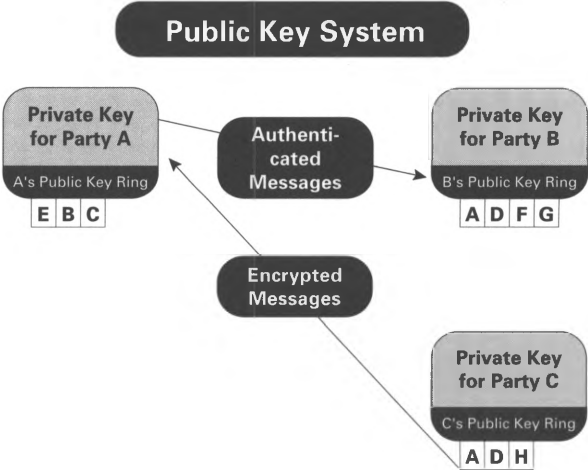 Public Key System
Private Key
for Party A
A's Public Key Ring
E B C
Authenti-
cated
Messages
Private Key
for Party B
B's Public Key Ring
A D F G
Encrypted
Messages
Private Key
for Party C
C's Public Key Ring
A D H